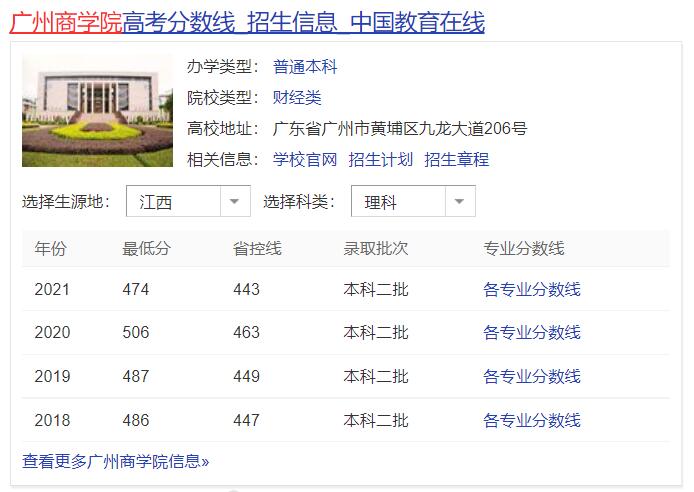 广州商学院高考分数线_招生信息_中国教育在线
办学类型： 普通本科
院校类型： 财经类
高校地址： 广东省广州市黄埔区九龙大道206号
相关信息： 学校官网 招生计划 招生章程
选择生源地： 江西 选择科类： 理科
年份 最低分 省控线 录取批次 专业分数线
2021 474 443 本科二批 各专业分数线
2020 506 463 本科二批 各专业分数线
2019 487 449 本科二批 各专业分数线
2018 486 447 本科二批 各专业分数线
查看更多广州商学院信息»